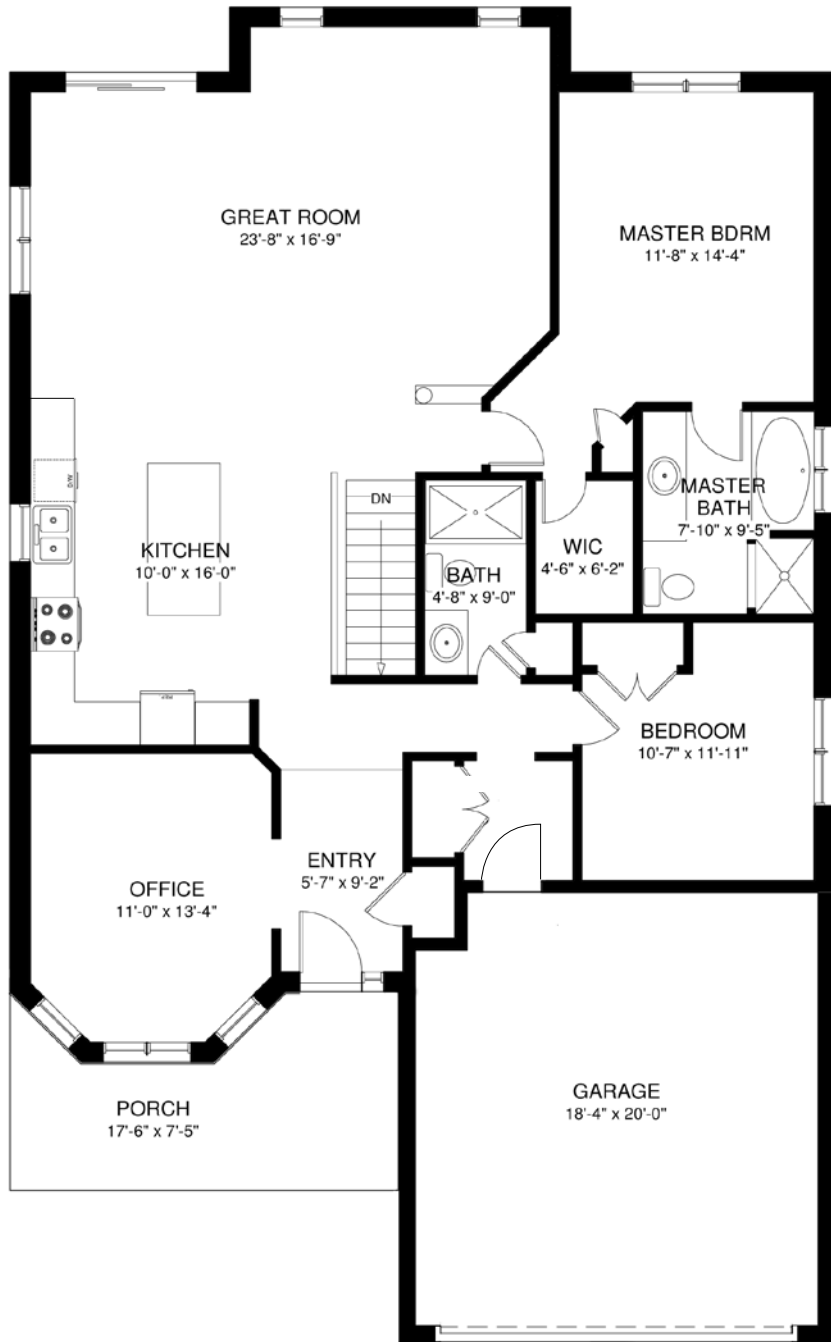 GREAT ROOM
23'-8" x 16'-9"
MASTER BDRM
11'-8" x 14'-4"
D/W
DN
KITCHEN
10'-0" x 16'-0"
BATH
4'-8" x 9'-0"
WIC
4'-6" x 6'-2"
MASTER
BATH
7'-10" x 9'-5"
BEDROOM
10'-7" x 11'-11"
OFFICE
11'-0" x 13'-4"
ENTRY
5'-7" x 9'-2"
PORCH
17'-6" x 7'-5"
GARAGE
18'-4" x 20'-0"